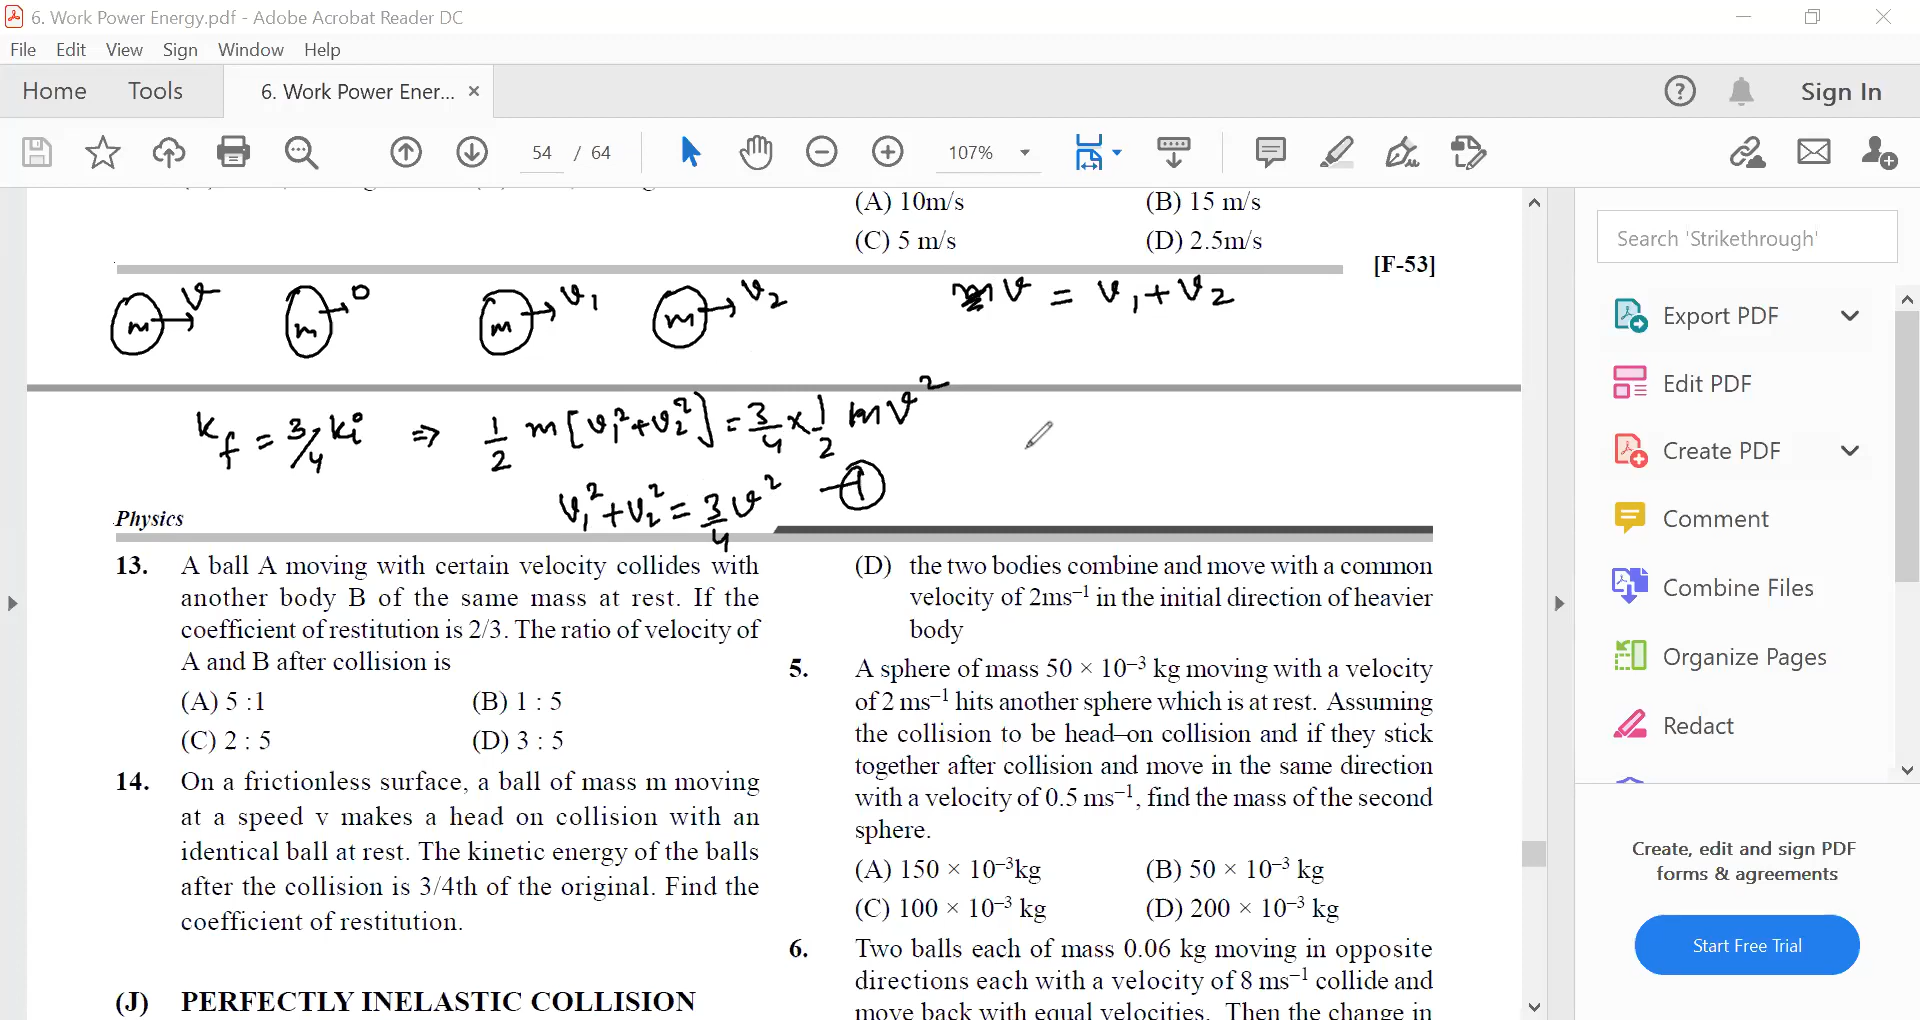 6. Work Power Energy.pdf - Adobe Acrobat Reader DC
File Edit View Sign Window Help
Home Tools 6. Work Power Ener... × Sign In
54 / 64 107%
(A) 10m/s (B) 15 m/s
(C) 5 m/s (D) 2.5m/s
[F-53]
m → v m → 0 m → v₁ m → v₂ v = v₁ + v₂
K_f = 3/4 K_i ⇒ 1/2 m[v₁² + v₂²] = 3/4 × 1/2 mv²
v₁² + v₂² = 3/4 v² — ①
Physics
13. A ball A moving with certain velocity collides with
another body B of the same mass at rest. If the
coefficient of restitution is 2/3. The ratio of velocity of
A and B after collision is
(A) 5 :1 (B) 1 : 5
(C) 2 : 5 (D) 3 : 5
14. On a frictionless surface, a ball of mass m moving
at a speed v makes a head on collision with an
identical ball at rest. The kinetic energy of the balls
after the collision is 3/4th of the original. Find the
coefficient of restitution.
(J) PERFECTLY INELASTIC COLLISION
(D) the two bodies combine and move with a common
velocity of 2ms⁻¹ in the initial direction of heavier
body
5. A sphere of mass 50 × 10⁻³ kg moving with a velocity
of 2 ms⁻¹ hits another sphere which is at rest. Assuming
the collision to be head–on collision and if they stick
together after collision and move in the same direction
with a velocity of 0.5 ms⁻¹, find the mass of the second
sphere.
(A) 150 × 10⁻³kg (B) 50 × 10⁻³ kg
(C) 100 × 10⁻³ kg (D) 200 × 10⁻³ kg
6. Two balls each of mass 0.06 kg moving in opposite
directions each with a velocity of 8 ms⁻¹ collide and
move back with equal velocities. Then the change in
Search 'Strikethrough'
Export PDF
Edit PDF
Create PDF
Comment
Combine Files
Organize Pages
Redact
Create, edit and sign PDF
forms & agreements
Start Free Trial